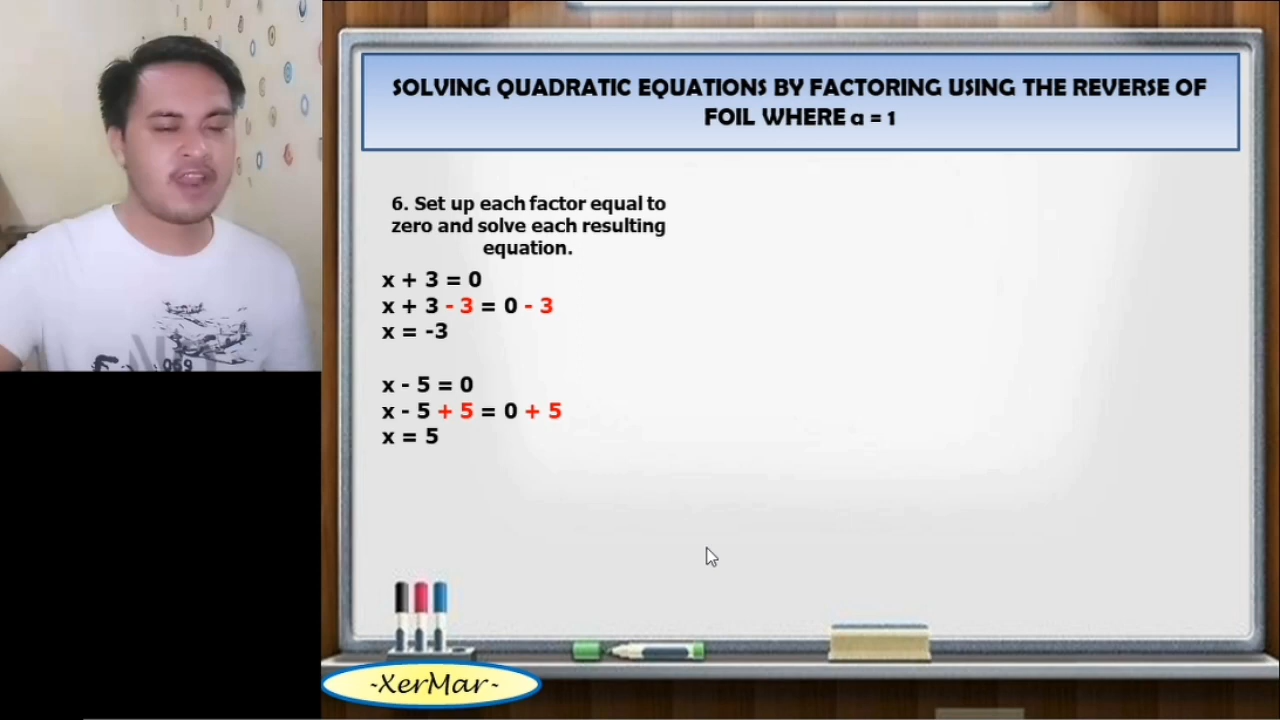 SOLVING QUADRATIC EQUATIONS BY FACTORING USING THE REVERSE OF
FOIL WHERE a = 1
6. Set up each factor equal to
zero and solve each resulting
equation.
x + 3 = 0
x + 3 - 3 = 0 - 3
x = -3
x - 5 = 0
x - 5 + 5 = 0 + 5
x = 5
059
-XerMar-